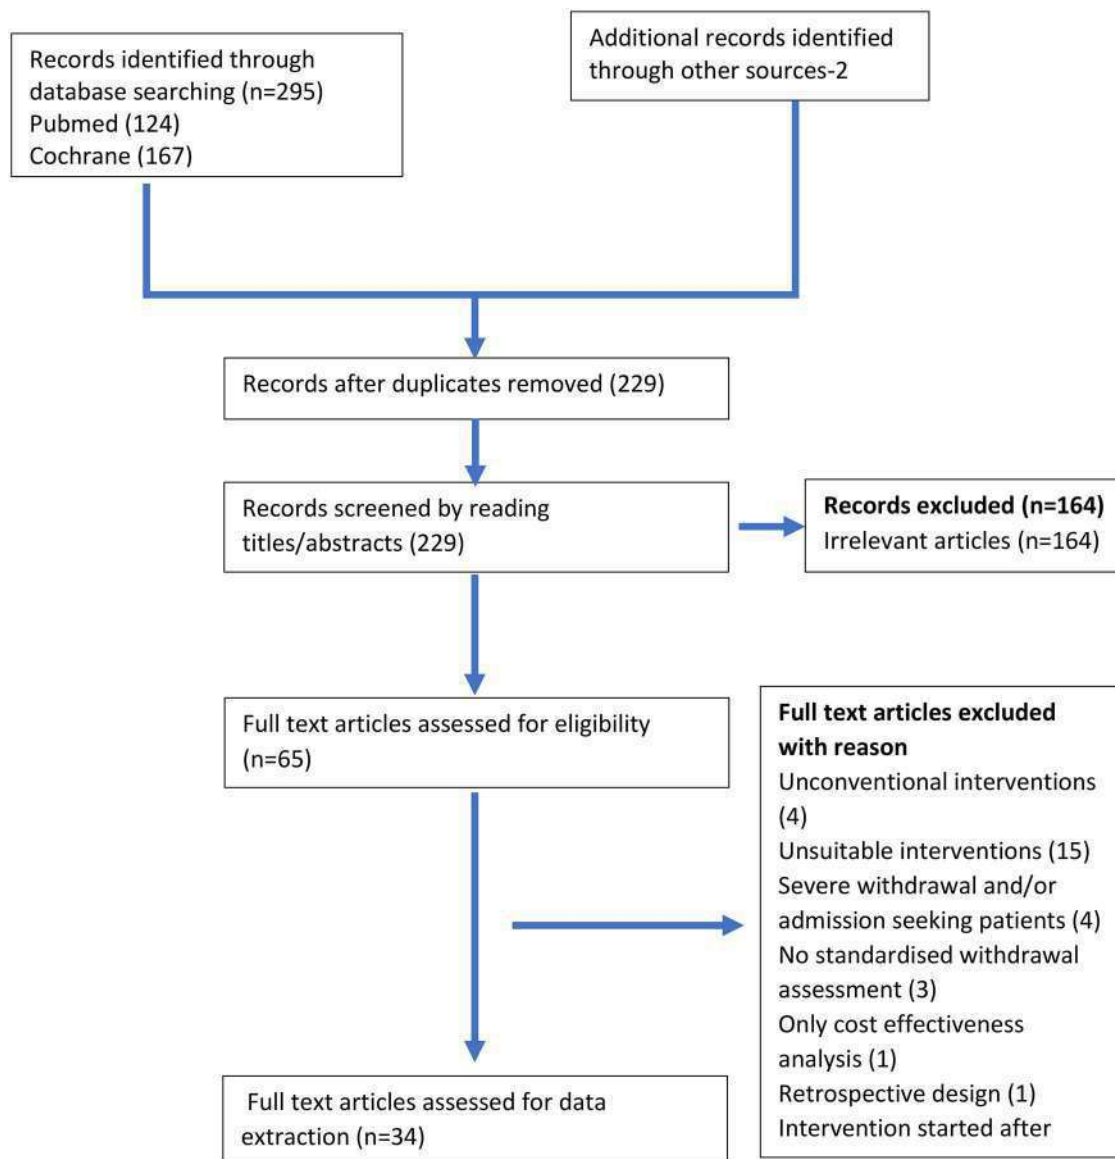 Records identified through
database searching (n=295)
Pubmed (124)
Cochrane (167)
Additional records identified
through other sources-2
Records after duplicates removed (229)
Records screened by reading
titles/abstracts (229)
Records excluded (n=164)
Irrelevant articles (n=164)
Full text articles assessed for eligibility
(n=65)
Full text articles excluded
with reason
Unconventional interventions
(4)
Unsuitable interventions (15)
Severe withdrawal and/or
admission seeking patients (4)
No standardised withdrawal
assessment (3)
Only cost effectiveness
analysis (1)
Retrospective design (1)
Intervention started after
Full text articles assessed for data
extraction (n=34)